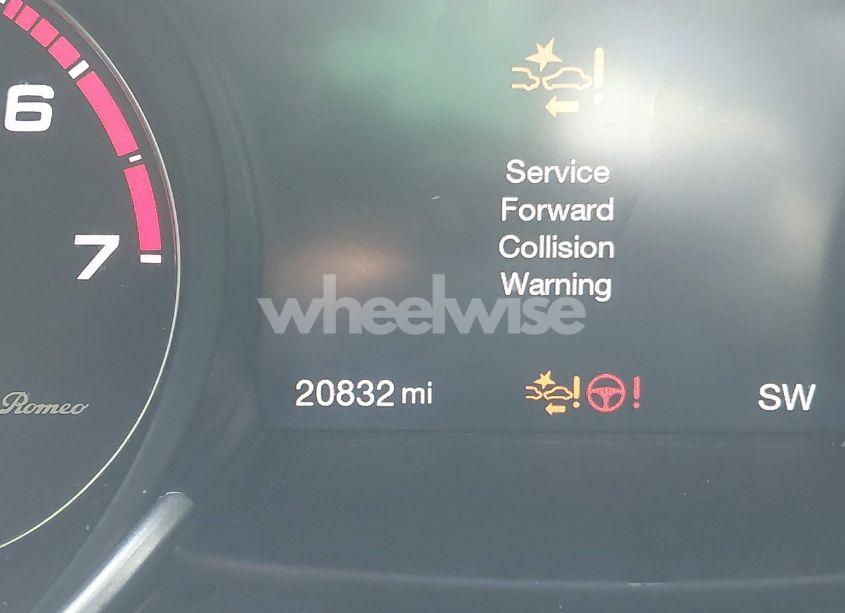 6
7
Romeo
Service
Forward
Collision
Warning
wheelwise
20832 mi
SW